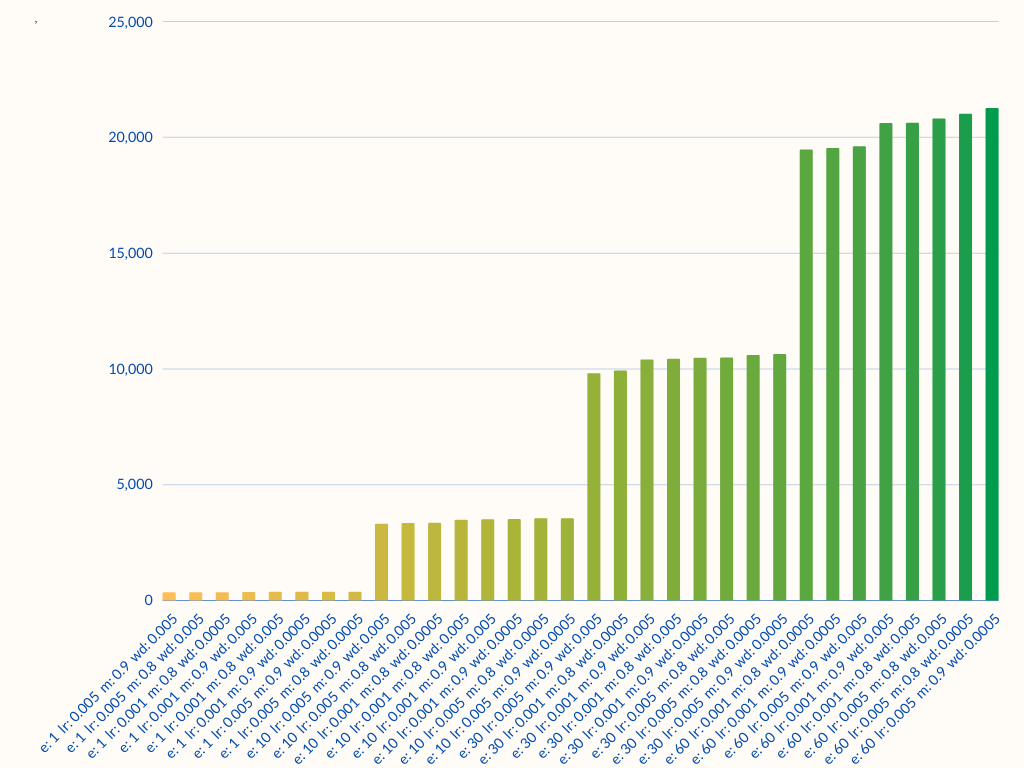 25,000
20,000
15,000
10,000
5,000
0
e: 1 lr:0.005 m:0.9 wd:0.005
e: 1 lr:0.005 m:0.8 wd:0.005
e: 1 lr:0.001 m:0.8 wd:0.0005
e: 1 lr:0.001 m:0.9 wd:0.005
e: 1 lr:0.001 m:0.8 wd:0.005
e: 1 lr:0.001 m:0.9 wd:0.0005
e: 1 lr:0.005 m:0.9 wd:0.0005
e: 1 lr:0.005 m:0.8 wd:0.0005
e: 10 lr:0.005 m:0.9 wd:0.005
e: 10 lr:0.005 m:0.8 wd:0.005
e: 10 lr:0.001 m:0.8 wd:0.0005
e: 10 lr:0.001 m:0.8 wd:0.005
e: 10 lr:0.001 m:0.9 wd:0.005
e: 10 lr:0.001 m:0.9 wd:0.0005
e: 10 lr:0.005 m:0.8 wd:0.0005
e: 10 lr:0.005 m:0.9 wd:0.0005
e: 30 lr:0.005 m:0.9 wd:0.005
e: 30 lr:0.001 m:0.8 wd:0.0005
e: 30 lr:0.001 m:0.9 wd:0.005
e: 30 lr:0.001 m:0.8 wd:0.005
e: 30 lr:0.005 m:0.9 wd:0.0005
e: 30 lr:0.005 m:0.8 wd:0.0005
e: 30 lr:0.005 m:0.8 wd:0.005
e: 30 lr:0.001 m:0.9 wd:0.0005
e: 60 lr:0.001 m:0.8 wd:0.005
e: 60 lr:0.001 m:0.9 wd:0.0005
e: 60 lr:0.005 m:0.9 wd:0.005
e: 60 lr:0.001 m:0.9 wd:0.005
e: 60 lr:0.001 m:0.8 wd:0.0005
e: 60 lr:0.005 m:0.8 wd:0.005
e: 60 lr:0.005 m:0.8 wd:0.0005
e: 60 lr:0.005 m:0.9 wd:0.0005